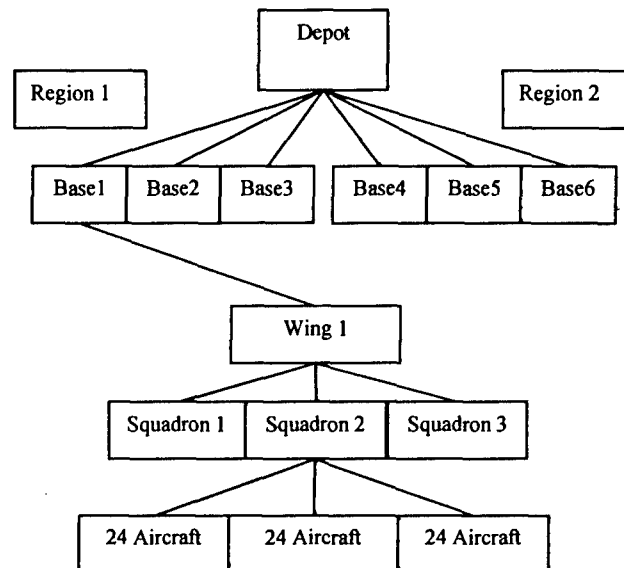 Depot
Region 1
Region 2
Base1
Base2
Base3
Base4
Base5
Base6
Wing 1
Squadron 1
Squadron 2
Squadron 3
24 Aircraft
24 Aircraft
24 Aircraft